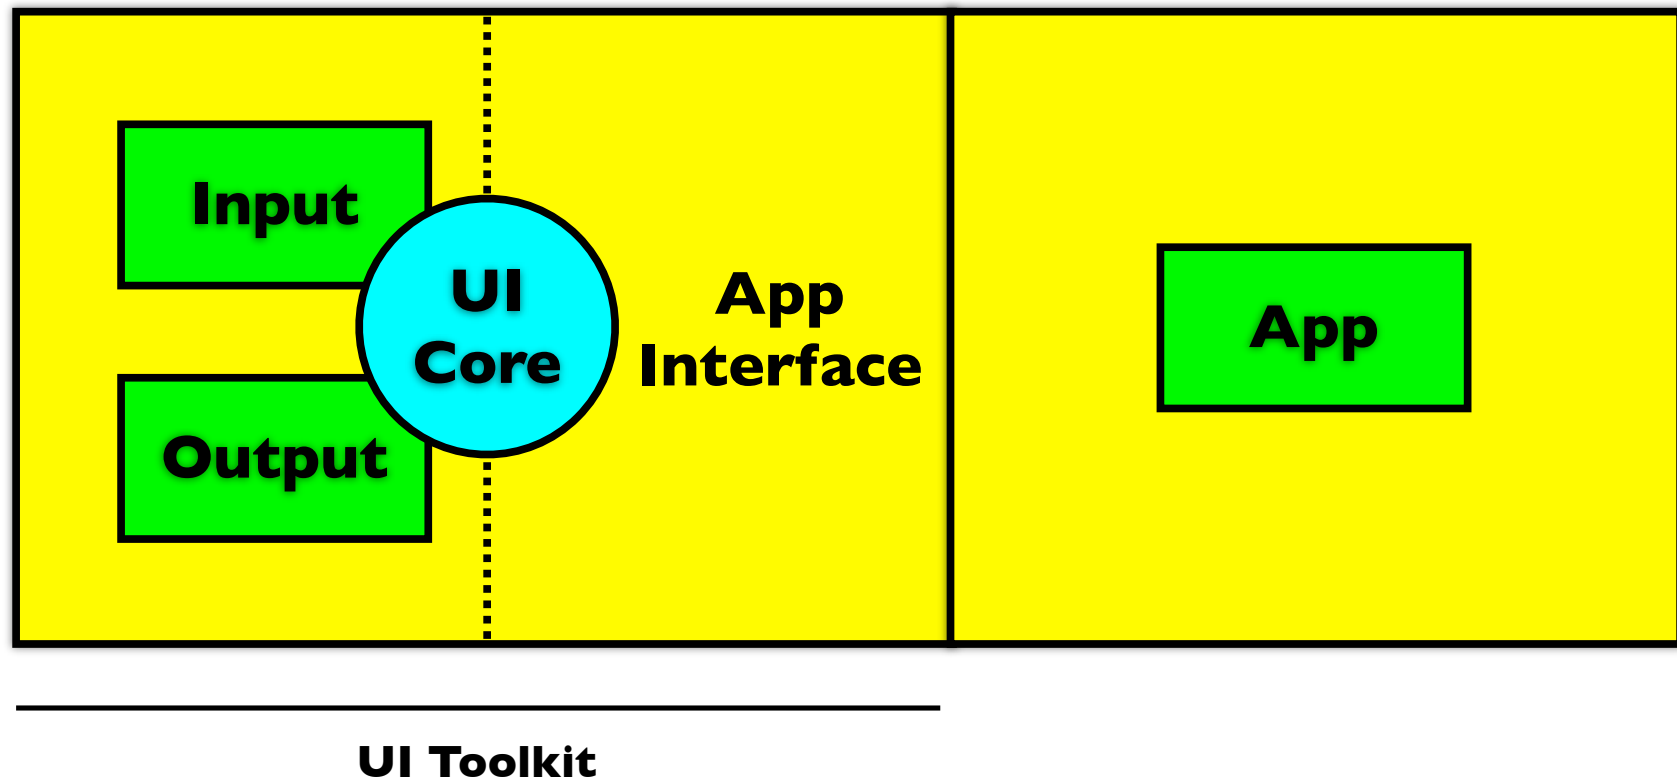 Input
UI
Core
Output
App
Interface
App
UI Toolkit